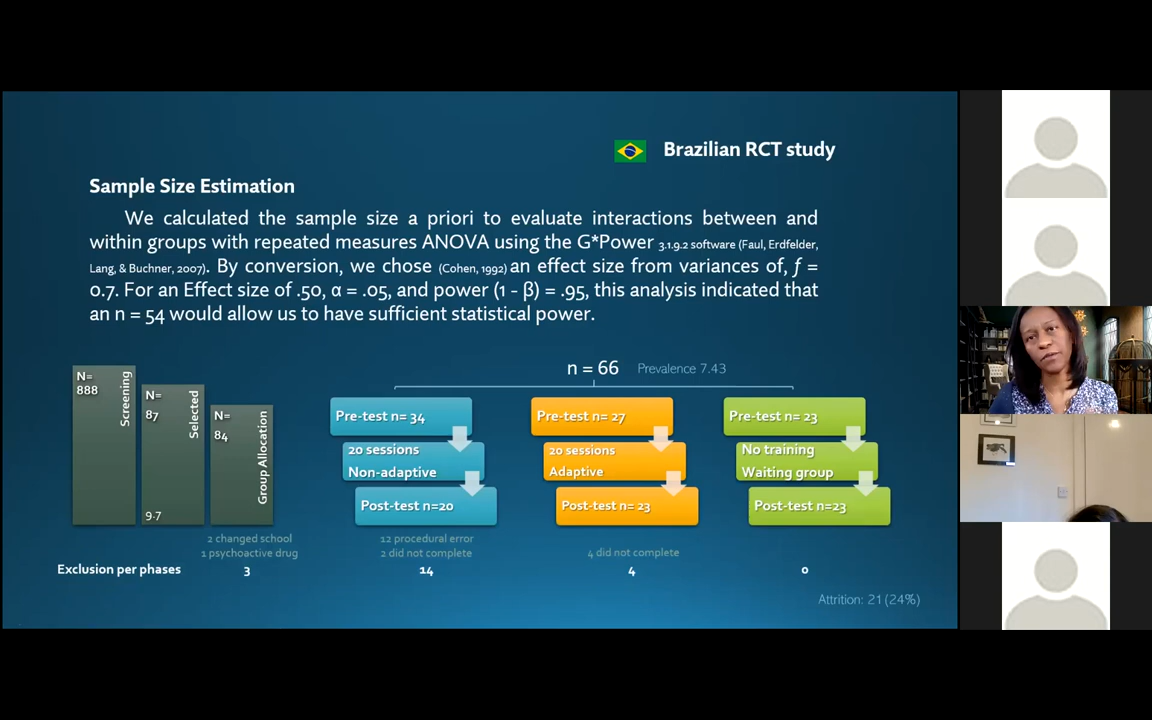 Brazilian RCT study
Sample Size Estimation
We calculated the sample size a priori to evaluate interactions between and
within groups with repeated measures ANOVA using the G*Power 3.1.9.2 software (Faul, Erdfelder,
Lang, & Buchner, 2007). By conversion, we chose (Cohen, 1992) an effect size from variances of, ƒ =
0.7. For an Effect size of .50, α = .05, and power (1 - β) = .95, this analysis indicated that
an n = 54 would allow us to have sufficient statistical power.
N=
888
Screening
N=
87
Selected
9.7
N=
84
Group Allocation
n = 66
Prevalence 7.43
Pre-test n= 34
20 sessions
Non-adaptive
Post-test n=20
Pre-test n= 27
20 sessions
Adaptive
Post-test n= 23
Pre-test n= 23
No training
Waiting group
Post-test n=23
2 changed school
1 psychoactive drug
12 procedural error
2 did not complete
4 did not complete
Exclusion per phases
3
14
4
0
Attrition: 21 (24%)